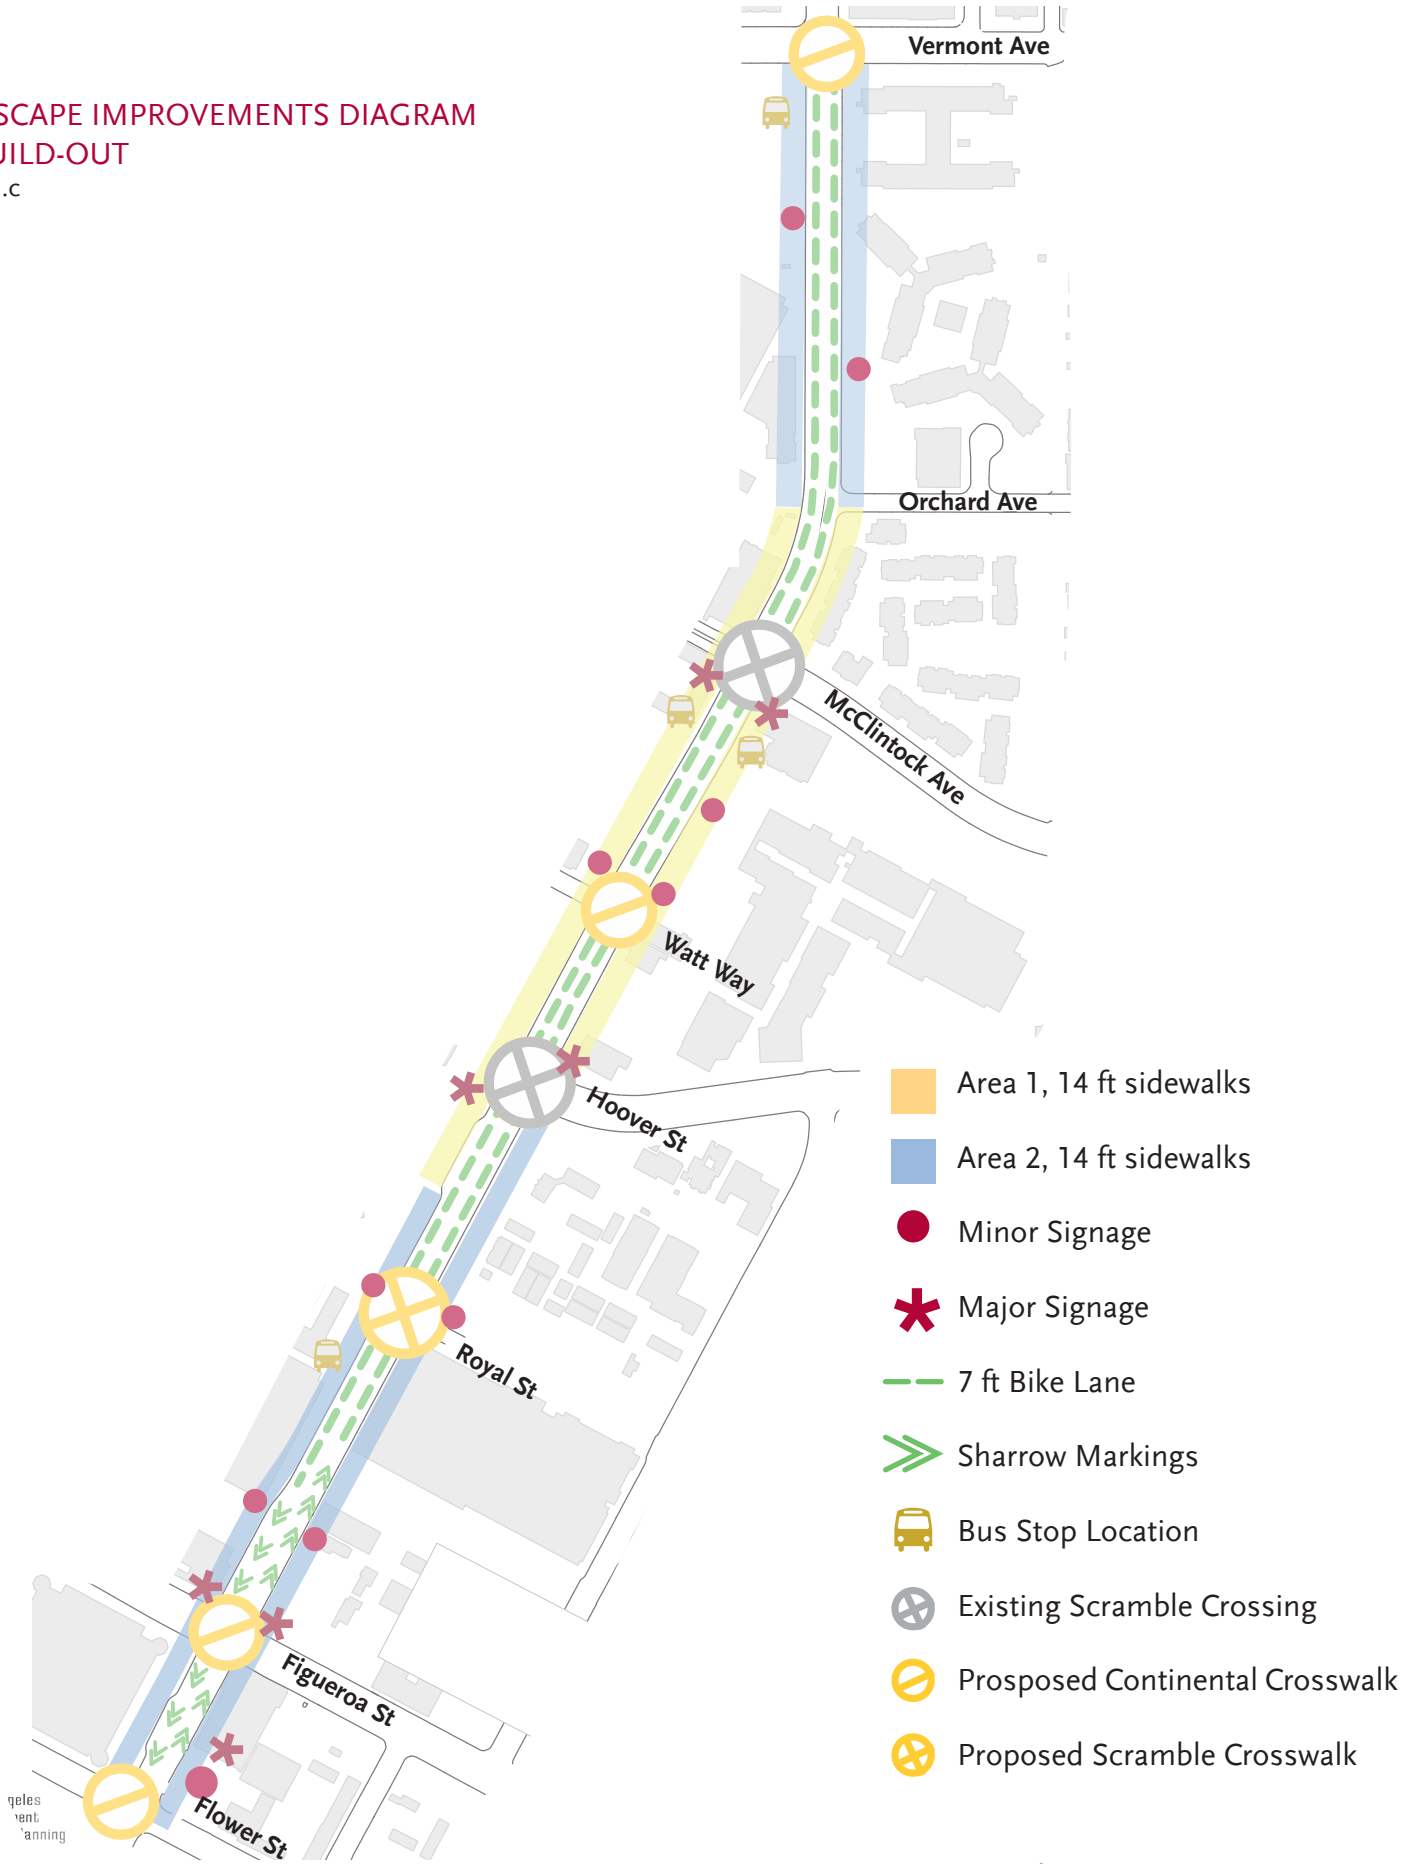 SCAPE IMPROVEMENTS DIAGRAM
UILD-OUT
.c
Vermont Ave
Orchard Ave
McClintock Ave
Watt Way
Hoover St
Royal St
Figueroa St
Flower St
Area 1, 14 ft sidewalks
Area 2, 14 ft sidewalks
Minor Signage
Major Signage
7 ft Bike Lane
Sharrow Markings
Bus Stop Location
Existing Scramble Crossing
Prosposed Continental Crosswalk
Proposed Scramble Crosswalk
geles
ent
anning